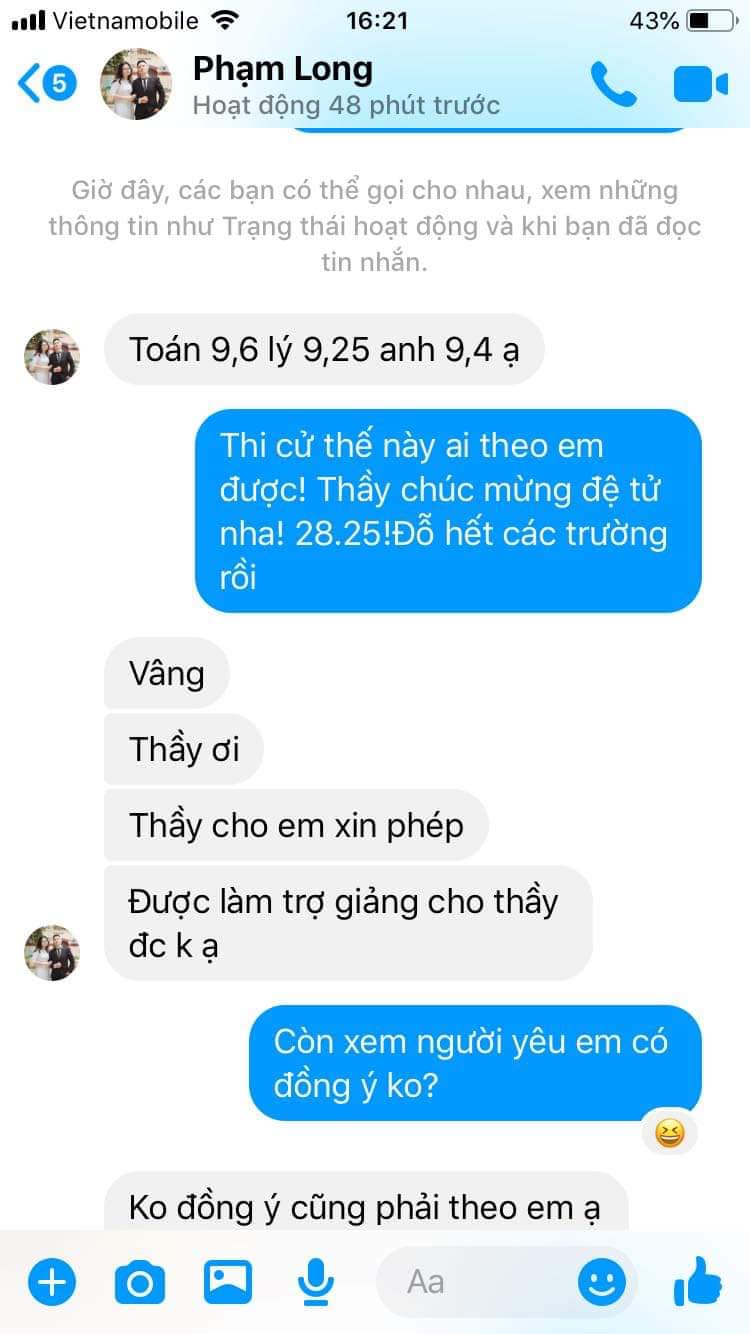 Vietnamobile 16:21 43%
5
Phạm Long
Hoạt động 48 phút trước
Giờ đây, các bạn có thể gọi cho nhau, xem những
thông tin như Trạng thái hoạt động và khi bạn đã đọc
tin nhắn.
Toán 9,6 lý 9,25 anh 9,4 ạ
Thi cử thế này ai theo em
được! Thầy chúc mừng đệ tử
nha! 28.25!Đỗ hết các trường
rồi
Vâng
Thầy ơi
Thầy cho em xin phép
Được làm trợ giảng cho thầy
đc k ạ
Còn xem người yêu em có
đồng ý ko?
Ko đồng ý cũng phải theo em ạ
Aa